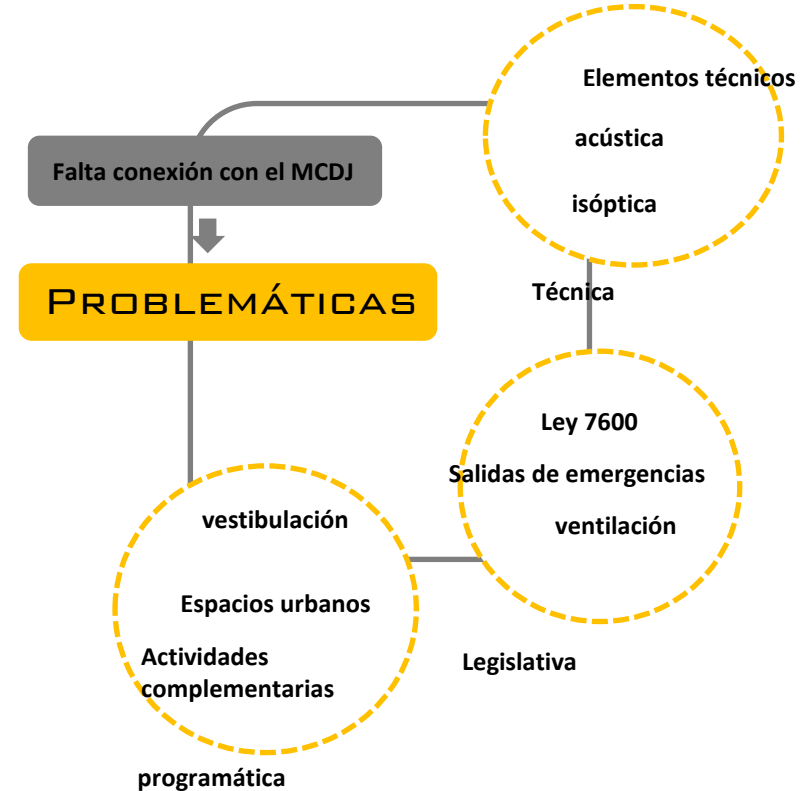 Elementos técnicos
acústica
isóptica
Falta conexión con el MCDJ
PROBLEMÁTICAS
Técnica
Ley 7600
Salidas de emergencias
ventilación
vestibulación
Espacios urbanos
Actividades
complementarias
Legislativa
programática